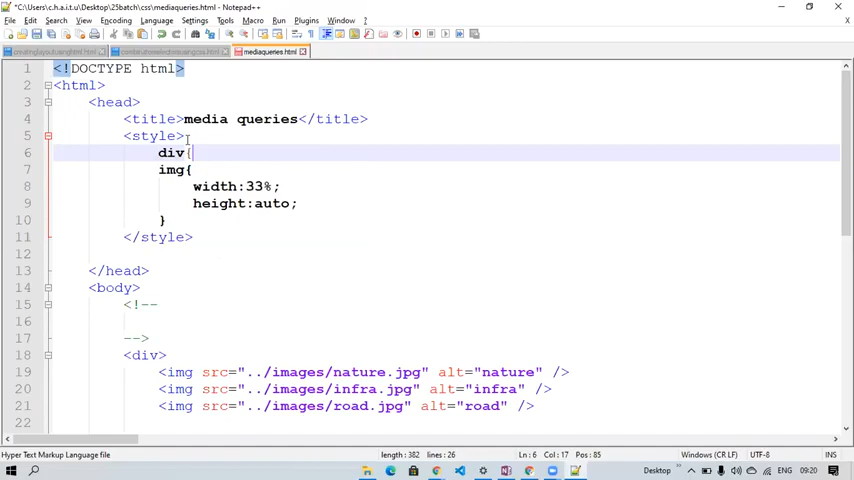 *C:\Users\c.h.a.i.t.u\Desktop\25batch\css\mediaqueries.html - Notepad++
File Edit Search View Encoding Language Settings Tools Macro Run Plugins Window ?
mediaqueries.html
1 <!DOCTYPE html>
2 <html>
3 <head>
4 <title>media queries</title>
5 <style>
6 div{
7 img{
8 width:33%;
9 height:auto;
10 }
11 </style>
12
13 </head>
14 <body>
15 <!--
16
17 -->
18 <div>
19 <img src="../images/nature.jpg" alt="nature" />
20 <img src="../images/infra.jpg" alt="infra" />
21 <img src="../images/road.jpg" alt="road" />
22
Hyper Text Markup Language file length : 382 Ln : 6 Col : 17 Pos : 85 Windows (CR LF) UTF-8 INS
Desktop ENG 09:20